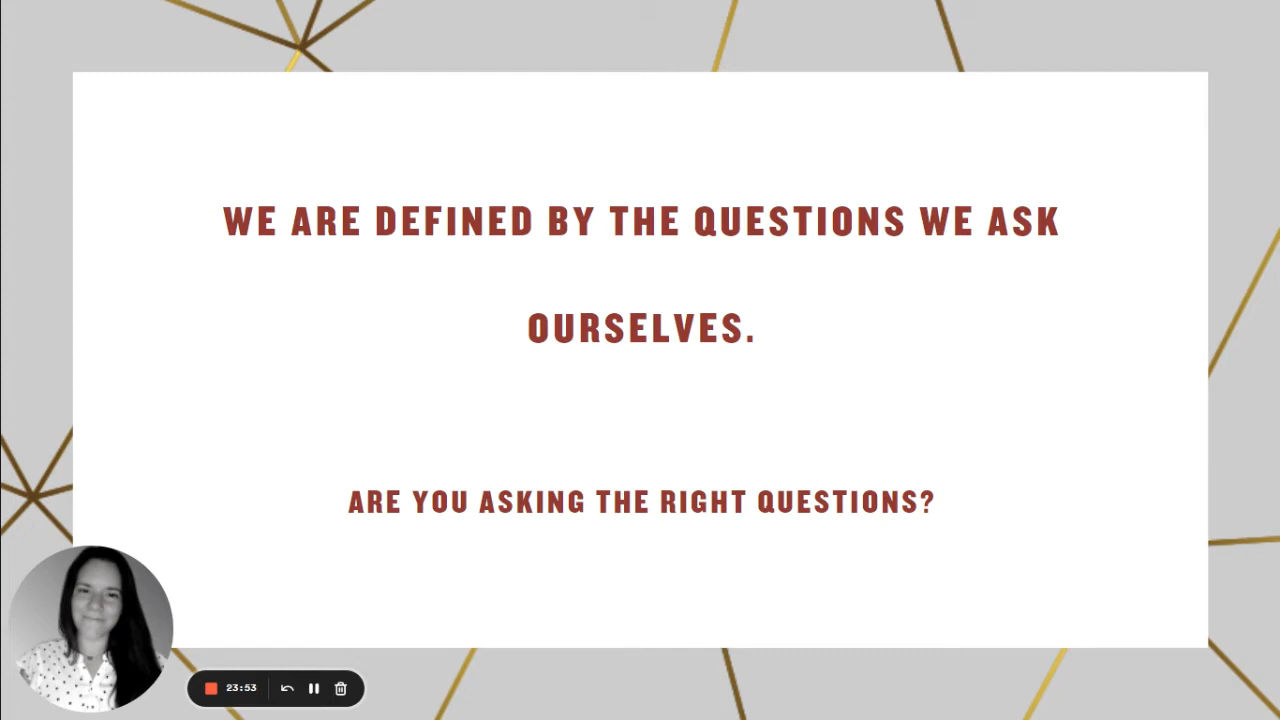 WE ARE DEFINED BY THE QUESTIONS WE ASK
OURSELVES.
ARE YOU ASKING THE RIGHT QUESTIONS?
23:53